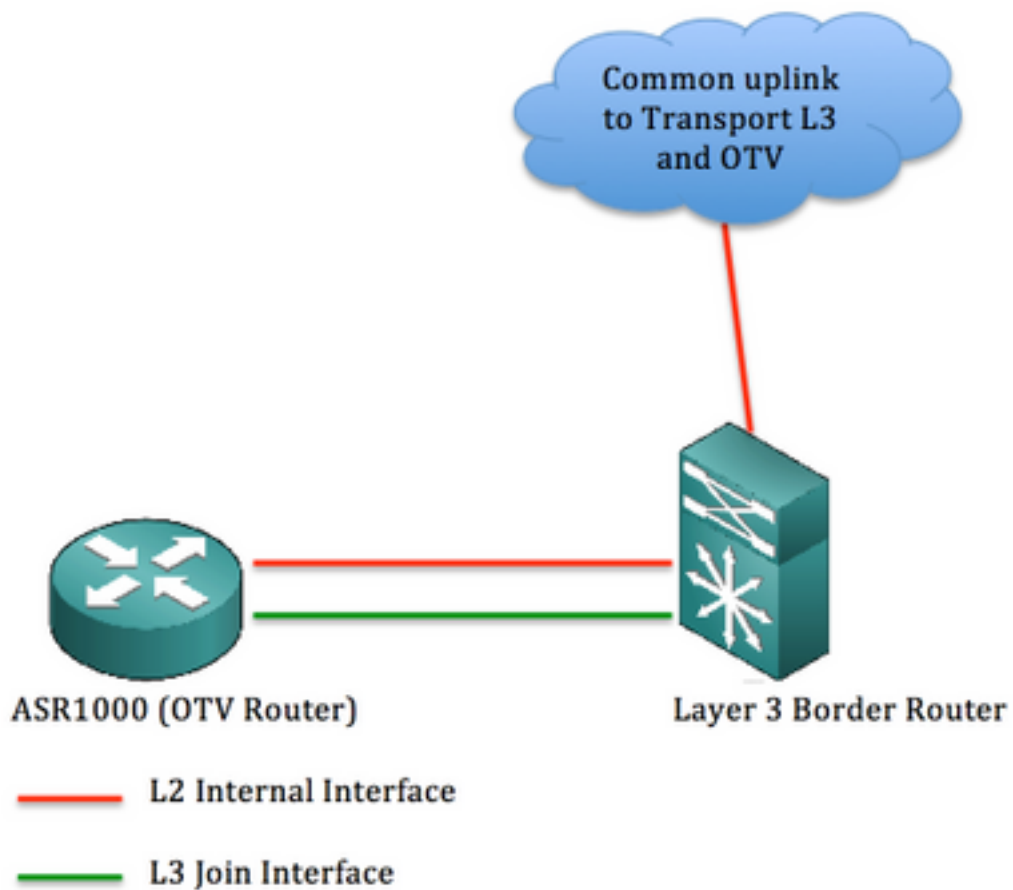 Common uplink
to Transport L3
and OTV
ASR1000 (OTV Router)
Layer 3 Border Router
L2 Internal Interface
L3 Join Interface